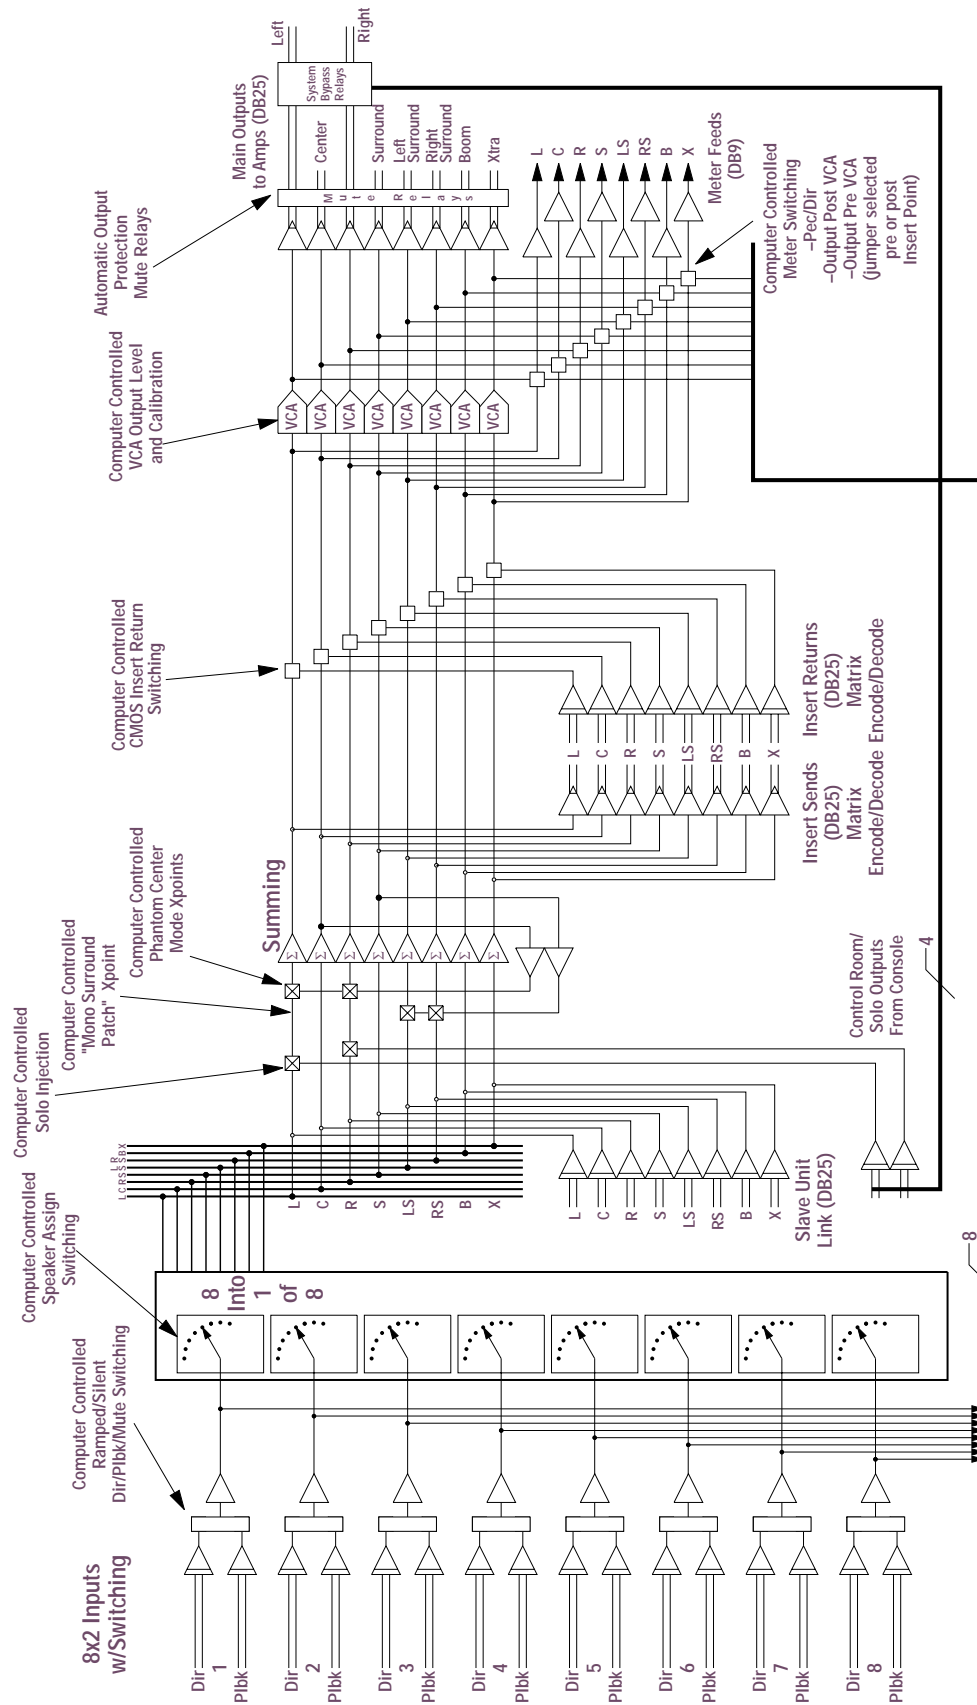 8x2 Inputs
w/Switching
Dir
1
Plbk
Dir
2
Plbk
Dir
3
Plbk
Dir
4
Plbk
Dir
5
Plbk
Dir
6
Plbk
Dir
7
Plbk
Dir
8
Plbk
Computer Controlled
Ramped/Silent
Dir/Plbk/Mute Switching
Computer Controlled
Speaker Assign
Switching
8
Into
1
of
8
8
L R
L C R S S S B X
L
C
R
S
LS
RS
B
X
Computer Controlled
Solo Injection
Computer Controlled
"Mono Surround
Patch" Xpoint
Computer Controlled
Phantom Center
Mode Xpoints
L
C
R
S
LS
RS
B
X
Slave Unit
Link (DB25)
Control Room/
Solo Outputs
From Console
4
Summing
Σ
Σ
Σ
Σ
Σ
Σ
Σ
Σ
L
C
R
S
LS
RS
B
X
Insert Sends
(DB25)
Matrix
Encode/Decode
Insert Returns
(DB25)
Matrix
Encode/Decode
Computer Controlled
CMOS Insert Return
Switching
Computer Controlled
VCA Output Level
and Calibration
VCA
VCA
VCA
VCA
VCA
VCA
VCA
VCA
Automatic Output
Protection
Mute Relays
Mute Relays
Main Outputs
to Amps (DB25)
System
Bypass
Relays
Left
Right
Center
Surround
Left
Surround
Right
Surround
Boom
Xtra
L
C
R
S
LS
RS
B
X
Meter Feeds
(DB9)
Computer Controlled
Meter Switching
–Pec/Dir
–Output Post VCA
–Output Pre VCA
(jumper selected
pre or post
Insert Point)